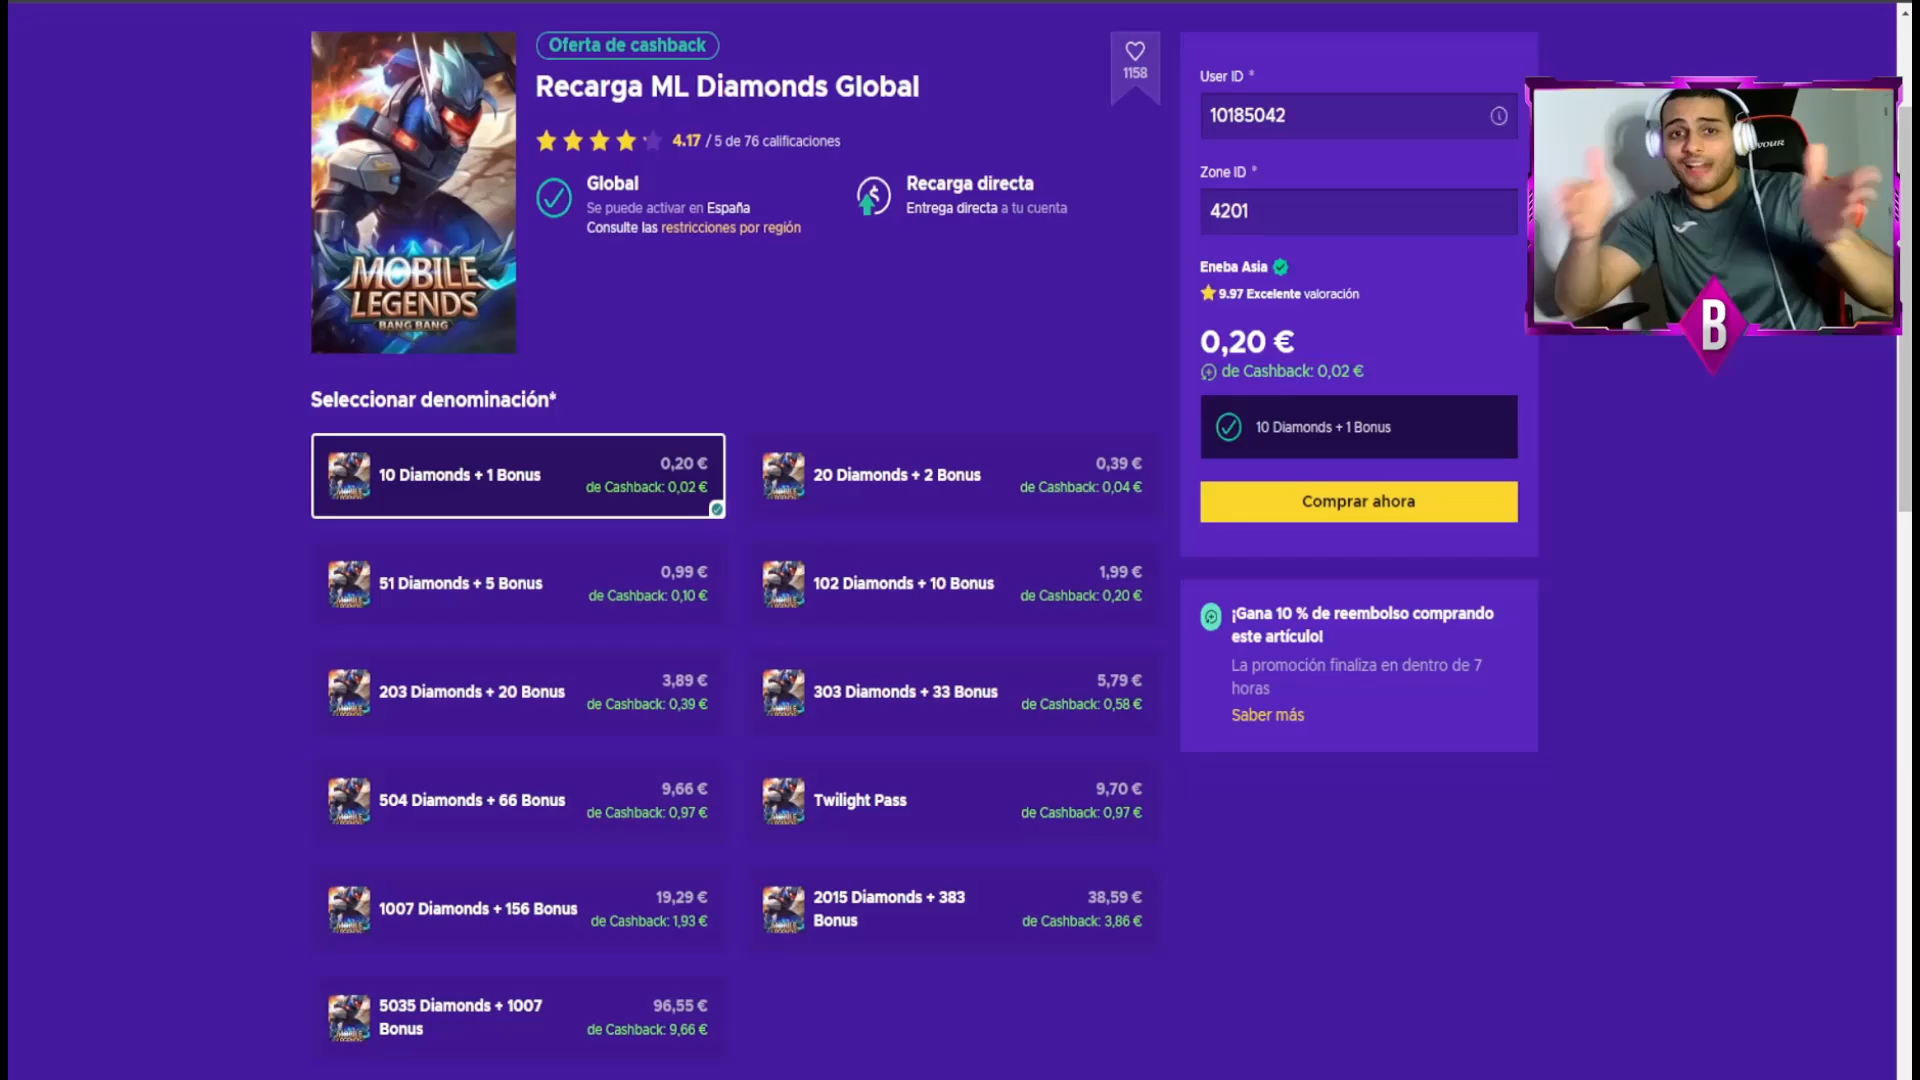 Oferta de cashback
Recarga ML Diamonds Global
1158
4.17 / 5 de 76 calificaciones
Global
Se puede activar en España
Consulte las restricciones por región
Recarga directa
Entrega directa a tu cuenta
MOBILE
LEGENDS
BANG BANG
Seleccionar denominación*
10 Diamonds + 1 Bonus
0,20 €
de Cashback: 0,02 €
20 Diamonds + 2 Bonus
0,39 €
de Cashback: 0,04 €
51 Diamonds + 5 Bonus
0,99 €
de Cashback: 0,10 €
102 Diamonds + 10 Bonus
1,99 €
de Cashback: 0,20 €
203 Diamonds + 20 Bonus
3,89 €
de Cashback: 0,39 €
303 Diamonds + 33 Bonus
5,79 €
de Cashback: 0,58 €
504 Diamonds + 66 Bonus
9,66 €
de Cashback: 0,97 €
Twilight Pass
9,70 €
de Cashback: 0,97 €
1007 Diamonds + 156 Bonus
19,29 €
de Cashback: 1,93 €
2015 Diamonds + 383
Bonus
38,59 €
de Cashback: 3,86 €
5035 Diamonds + 1007
Bonus
96,55 €
de Cashback: 9,66 €
User ID *
10185042
Zone ID *
4201
Eneba Asia
9.97 Excelente valoración
0,20 €
de Cashback: 0,02 €
10 Diamonds + 1 Bonus
Comprar ahora
¡Gana 10 % de reembolso comprando
este artículo!
La promoción finaliza en dentro de 7
horas
Saber más
B